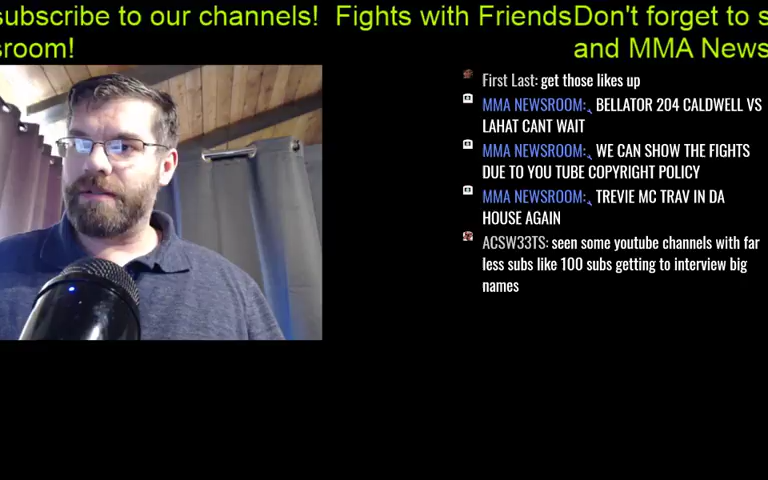 subscribe to our channels!  Fights with FriendsDon't forget to s
sroom! and MMA News
First Last: get those likes up
MMA NEWSROOM: BELLATOR 204 CALDWELL VS
LAHAT CANT WAIT
MMA NEWSROOM: WE CAN SHOW THE FIGHTS
DUE TO YOU TUBE COPYRIGHT POLICY
MMA NEWSROOM: TREVIE MC TRAV IN DA
HOUSE AGAIN
ACSW33TS: seen some youtube channels with far
less subs like 100 subs getting to interview big
names